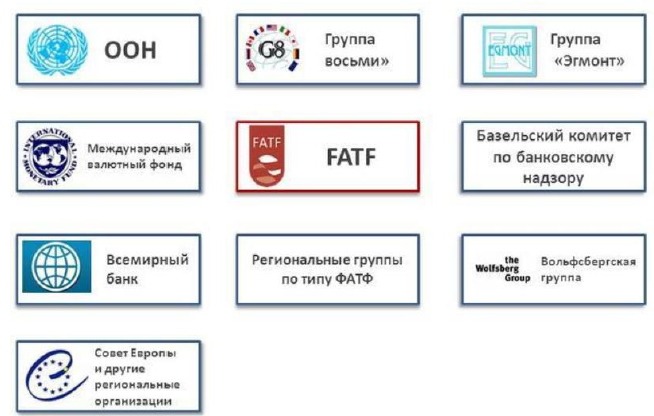 ООН
G8
Группа
восьми»
EGMONT
Группа
«Эгмонт»
INTERNATIONAL
MONETARY FUND
Международный
валютный фонд
FATF
FATF
Базельский комитет
по банковскому
надзору
Всемирный
банк
Региональные группы
по типу ФАТФ
the
Wolfsberg
Group
Вольфсбергская
группа
Совет Европы
и другие
региональные
организации